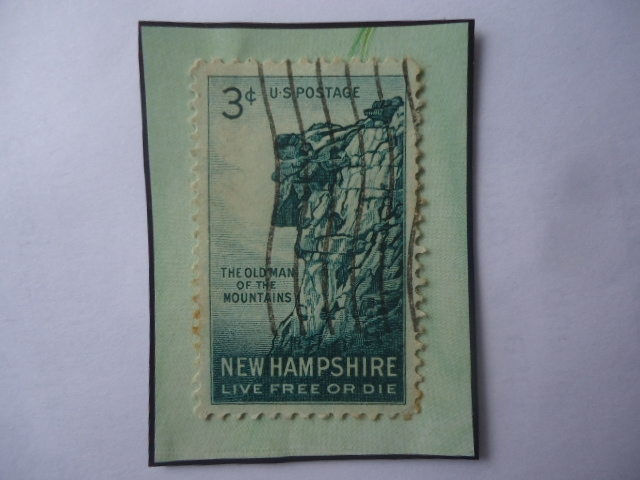 3¢ U·S POSTAGE
THE OLD MAN
OF THE
MOUNTAINS
NEW HAMPSHIRE
LIVE FREE OR DIE